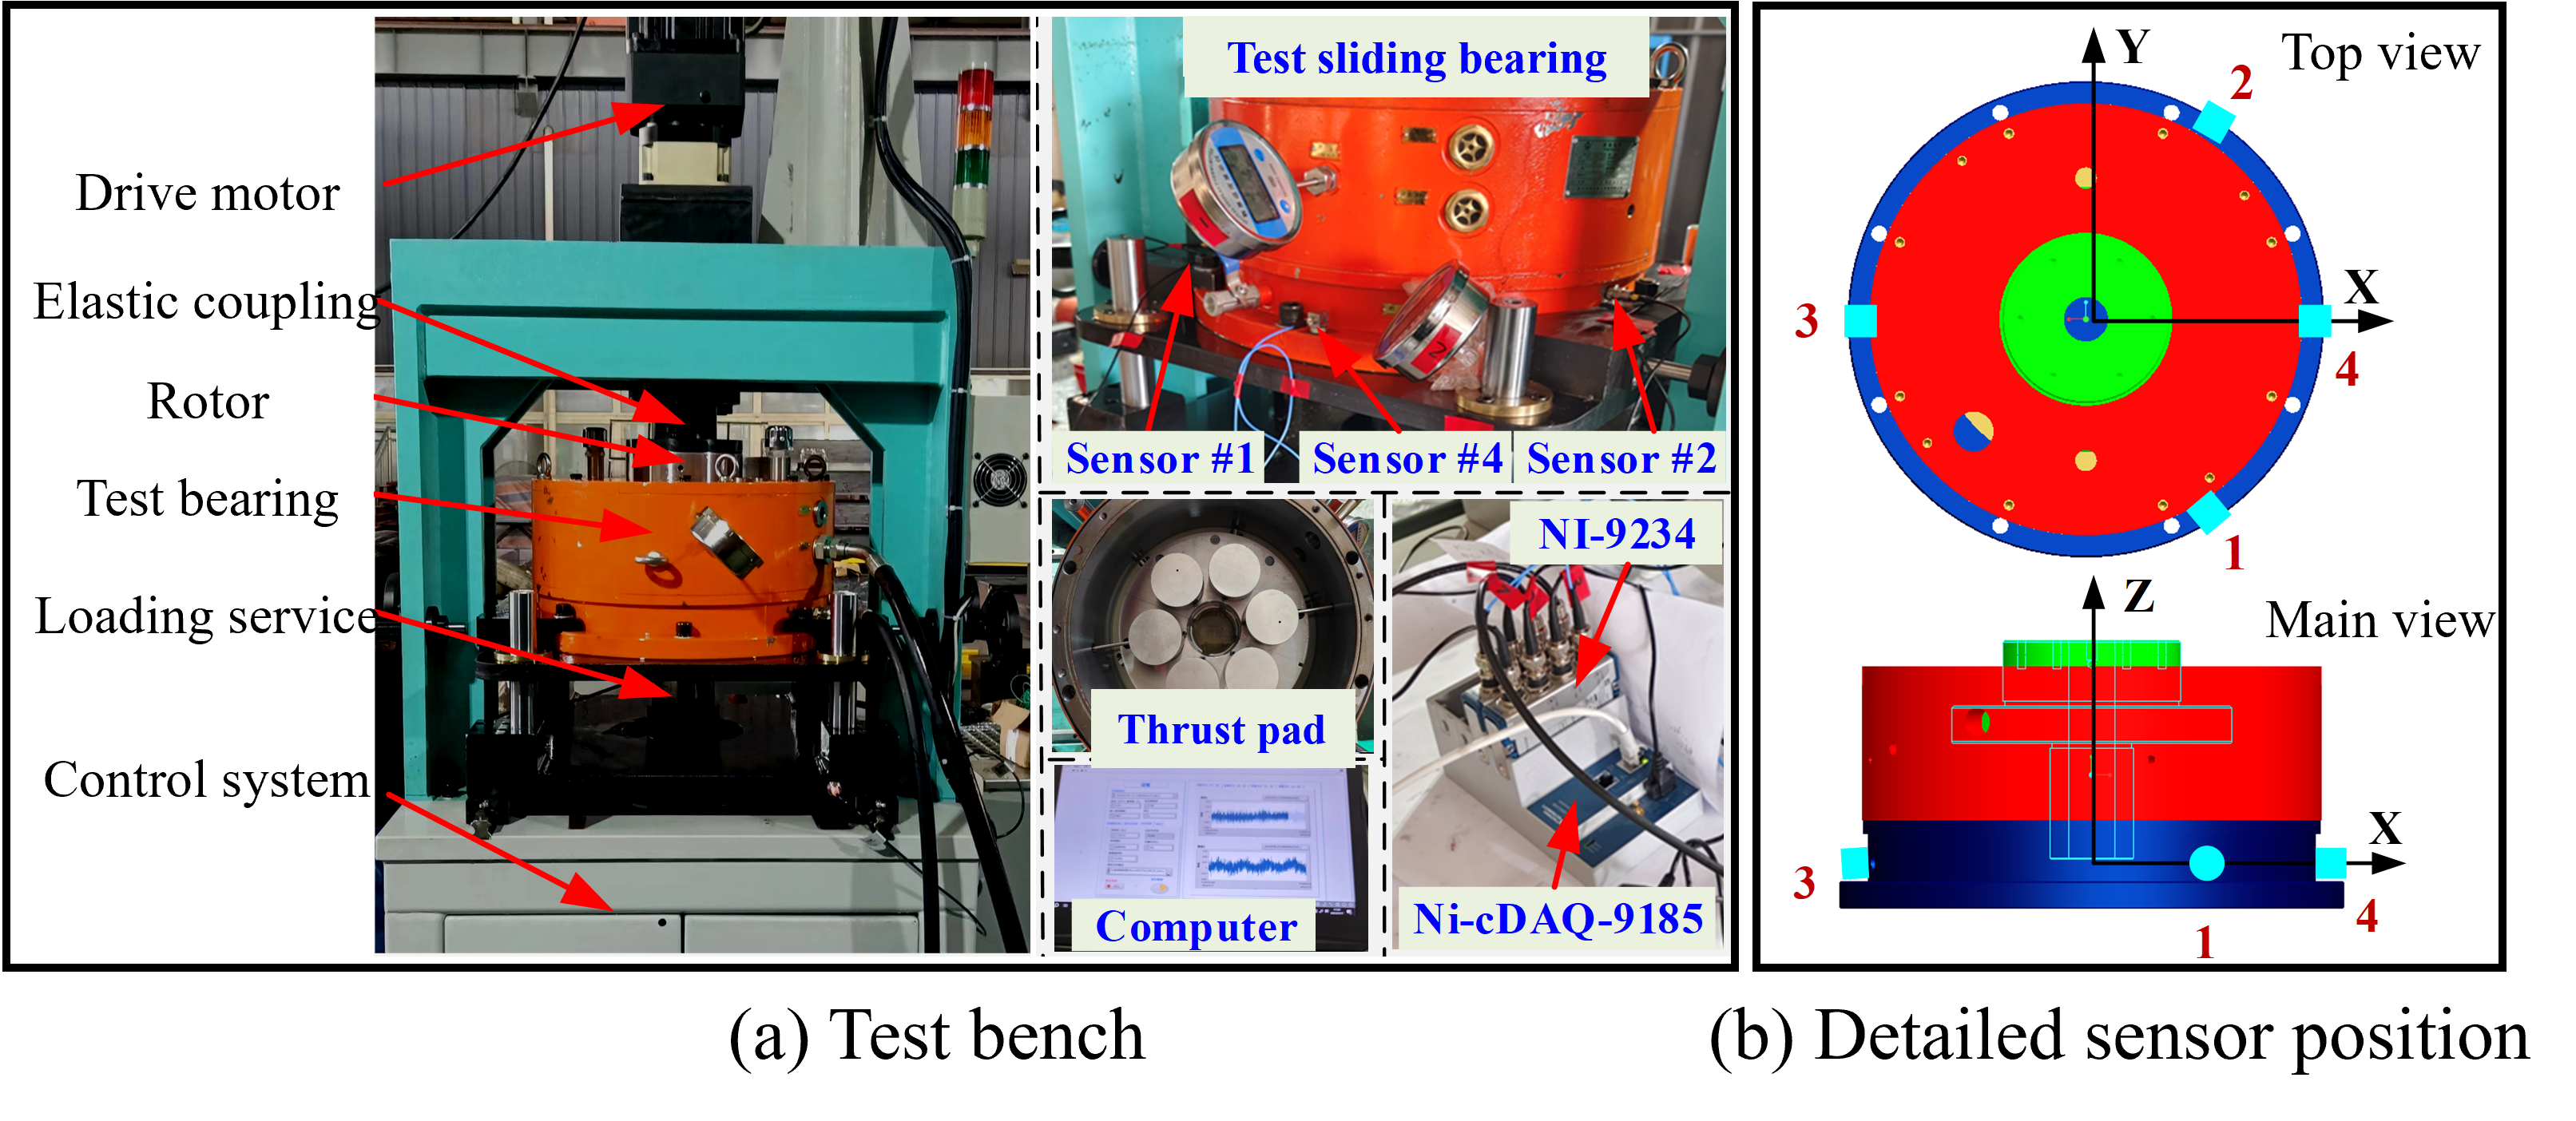 Drive motor
Elastic coupling
Rotor
Test bearing
Loading service
Control system
Test sliding bearing
1
2
Sensor #1
Sensor #4
Sensor #2
Thrust pad
NI-9234
Computer
Ni-cDAQ-9185
Y
Top view
2
X
3
4
1
Z
Main view
X
3
4
1
(a) Test bench
(b) Detailed sensor position